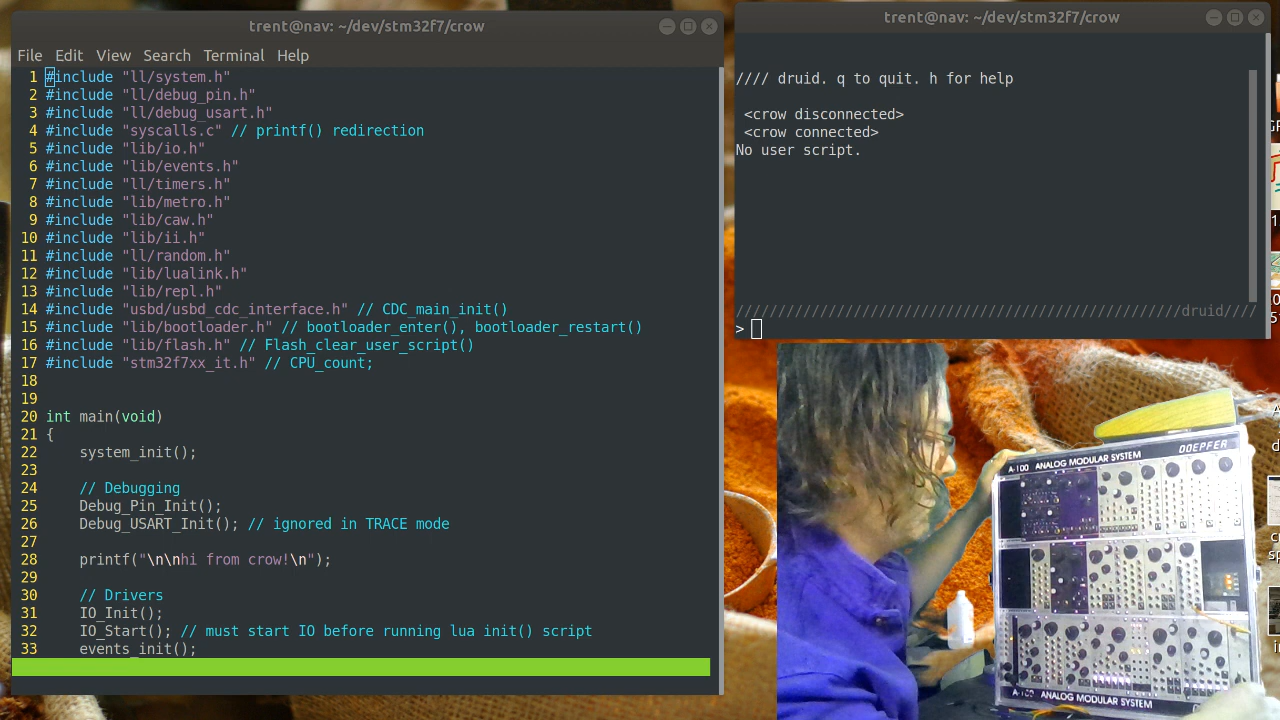 trent@nav: ~/dev/stm32f7/crow
File Edit View Search Terminal Help
1 #include "ll/system.h"
2 #include "ll/debug_pin.h"
3 #include "ll/debug_usart.h"
4 #include "syscalls.c" // printf() redirection
5 #include "lib/io.h"
6 #include "lib/events.h"
7 #include "ll/timers.h"
8 #include "lib/metro.h"
9 #include "lib/caw.h"
10 #include "lib/ii.h"
11 #include "ll/random.h"
12 #include "lib/lualink.h"
13 #include "lib/repl.h"
14 #include "usbd/usbd_cdc_interface.h" // CDC_main_init()
15 #include "lib/bootloader.h" // bootloader_enter(), bootloader_restart()
16 #include "lib/flash.h" // Flash_clear_user_script()
17 #include "stm32f7xx_it.h" // CPU_count;
18
19
20 int main(void)
21 {
22     system_init();
23
24     // Debugging
25     Debug_Pin_Init();
26     Debug_USART_Init(); // ignored in TRACE mode
27
28     printf("\n\nhi from crow!\n");
29
30     // Drivers
31     IO_Init();
32     IO_Start(); // must start IO before running lua init() script
33     events_init();
trent@nav: ~/dev/stm32f7/crow
//// druid. q to quit. h for help
<crow disconnected>
<crow connected>
No user script.
/////////////////////////////////////////////////////druid////
>
A-100 ANALOG MODULAR SYSTEM DOEPFER
A-100 ANALOG MODULAR SYSTEM